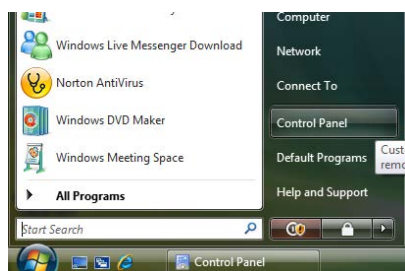 Computer
Windows Live Messenger Download
Network
Norton AntiVirus
Connect To
Windows DVD Maker
Control Panel
Windows Meeting Space
Default Programs
All Programs
Help and Support
Start Search
Control Panel